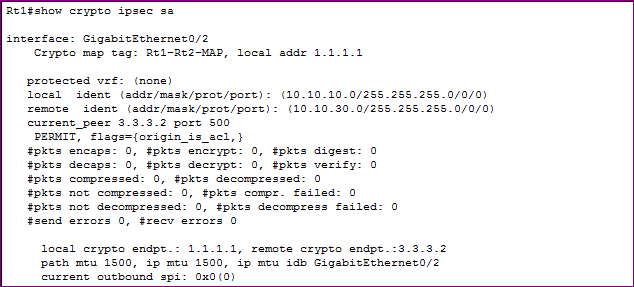 Rt1#show crypto ipsec sa
interface: GigabitEthernet0/2
Crypto map tag: Rt1-Rt2-MAP, local addr 1.1.1.1
protected vrf: (none)
local ident (addr/mask/prot/port): (10.10.10.0/255.255.255.0/0/0)
remote ident (addr/mask/prot/port): (10.10.30.0/255.255.255.0/0/0)
current_peer 3.3.3.2 port 500
PERMIT, flags={origin_is_acl,}
#pkts encaps: 0, #pkts encrypt: 0, #pkts digest: 0
#pkts decaps: 0, #pkts decrypt: 0, #pkts verify: 0
#pkts compressed: 0, #pkts decompressed: 0
#pkts not compressed: 0, #pkts compr. failed: 0
#pkts not decompressed: 0, #pkts decompress failed: 0
#send errors 0, #recv errors 0
local crypto endpt.: 1.1.1.1, remote crypto endpt.:3.3.3.2
path mtu 1500, ip mtu 1500, ip mtu idb GigabitEthernet0/2
current outbound spi: 0x0(0)